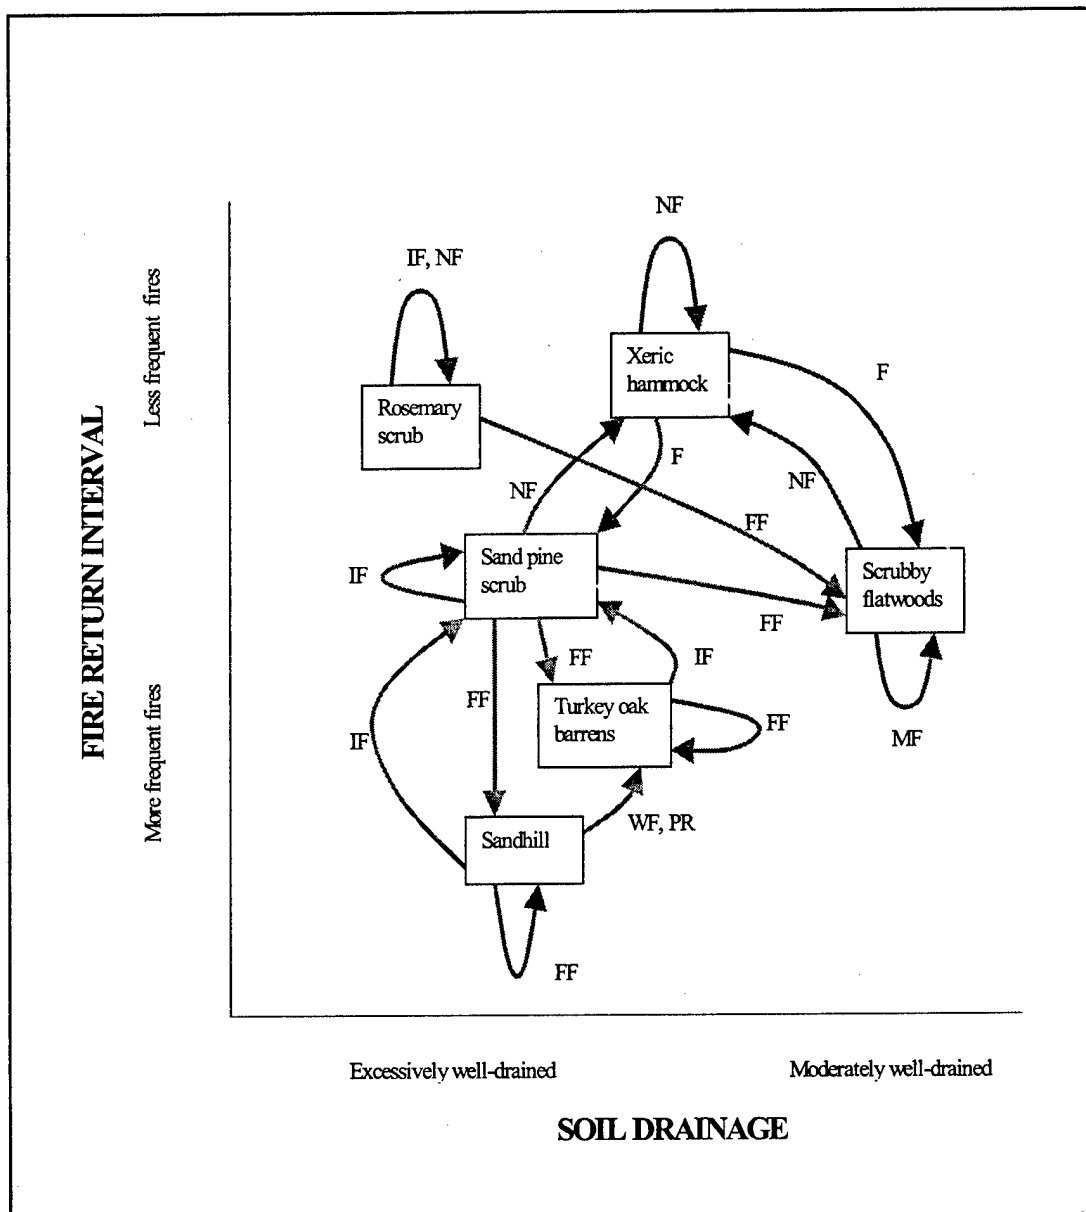 NF
IF, NF
Xeric
hammock
F
Rosemary
scrub
F
NF
NF
FF
Sand pine
scrub
Scrubby
flatwoods
IF
FF
FF
IF
FF
Turkey oak
barrens
FF
IF
MF
WF, PR
Sandhill
FF
Less frequent fires
FIRE RETURN INTERVAL
More frequent fires
Excessively well-drained
Moderately well-drained
SOIL DRAINAGE